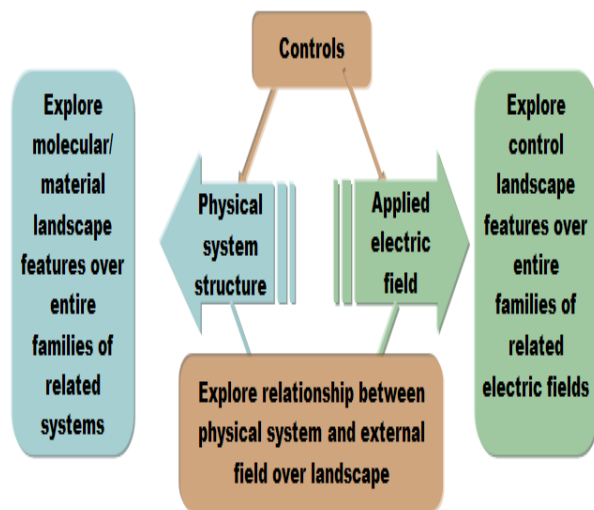 Controls
Explore
molecular/
material
landscape
features over
entire
families of
related
systems
Physical
system
structure
Applied
electric
field
Explore
control
landscape
features over
entire
families of
related
electric fields
Explore relationship between
physical system and external
field over landscape